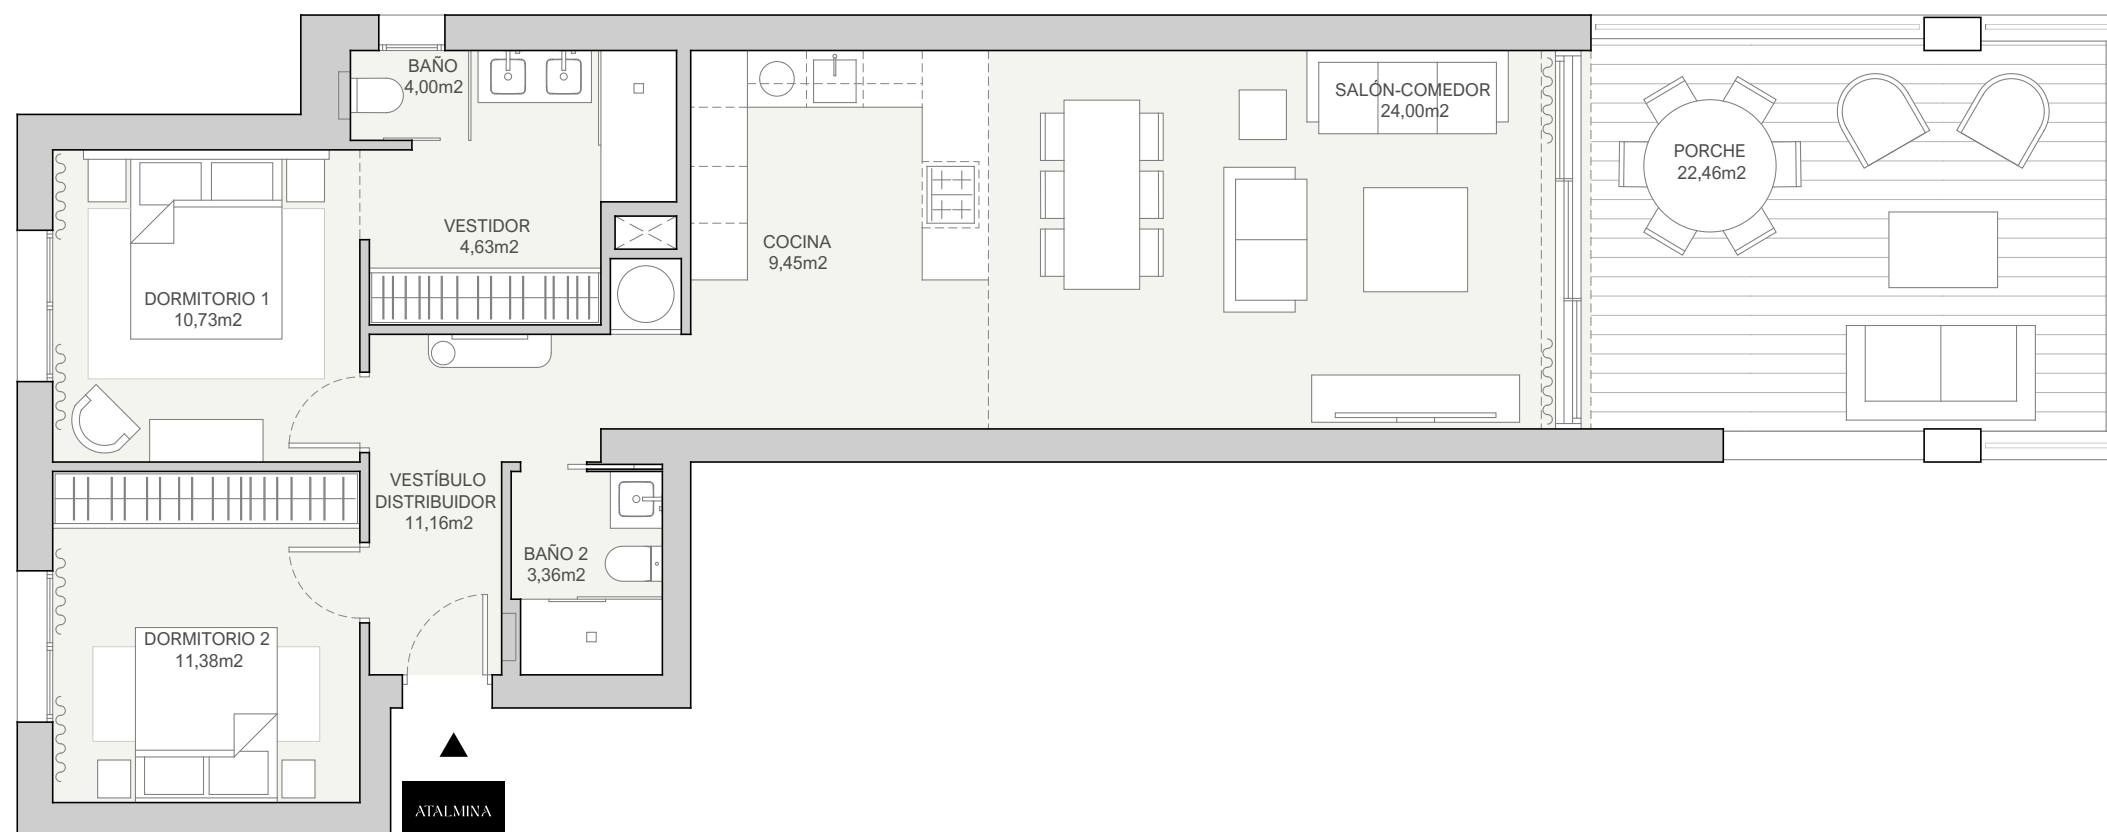 BAÑO
4,00m2
SALÓN-COMEDOR
24,00m2
PORCHE
22,46m2
VESTIDOR
4,63m2
COCINA
9,45m2
DORMITORIO 1
10,73m2
VESTÍBULO
DISTRIBUIDOR
11,16m2
BAÑO 2
3,36m2
DORMITORIO 2
11,38m2
ATALMINA